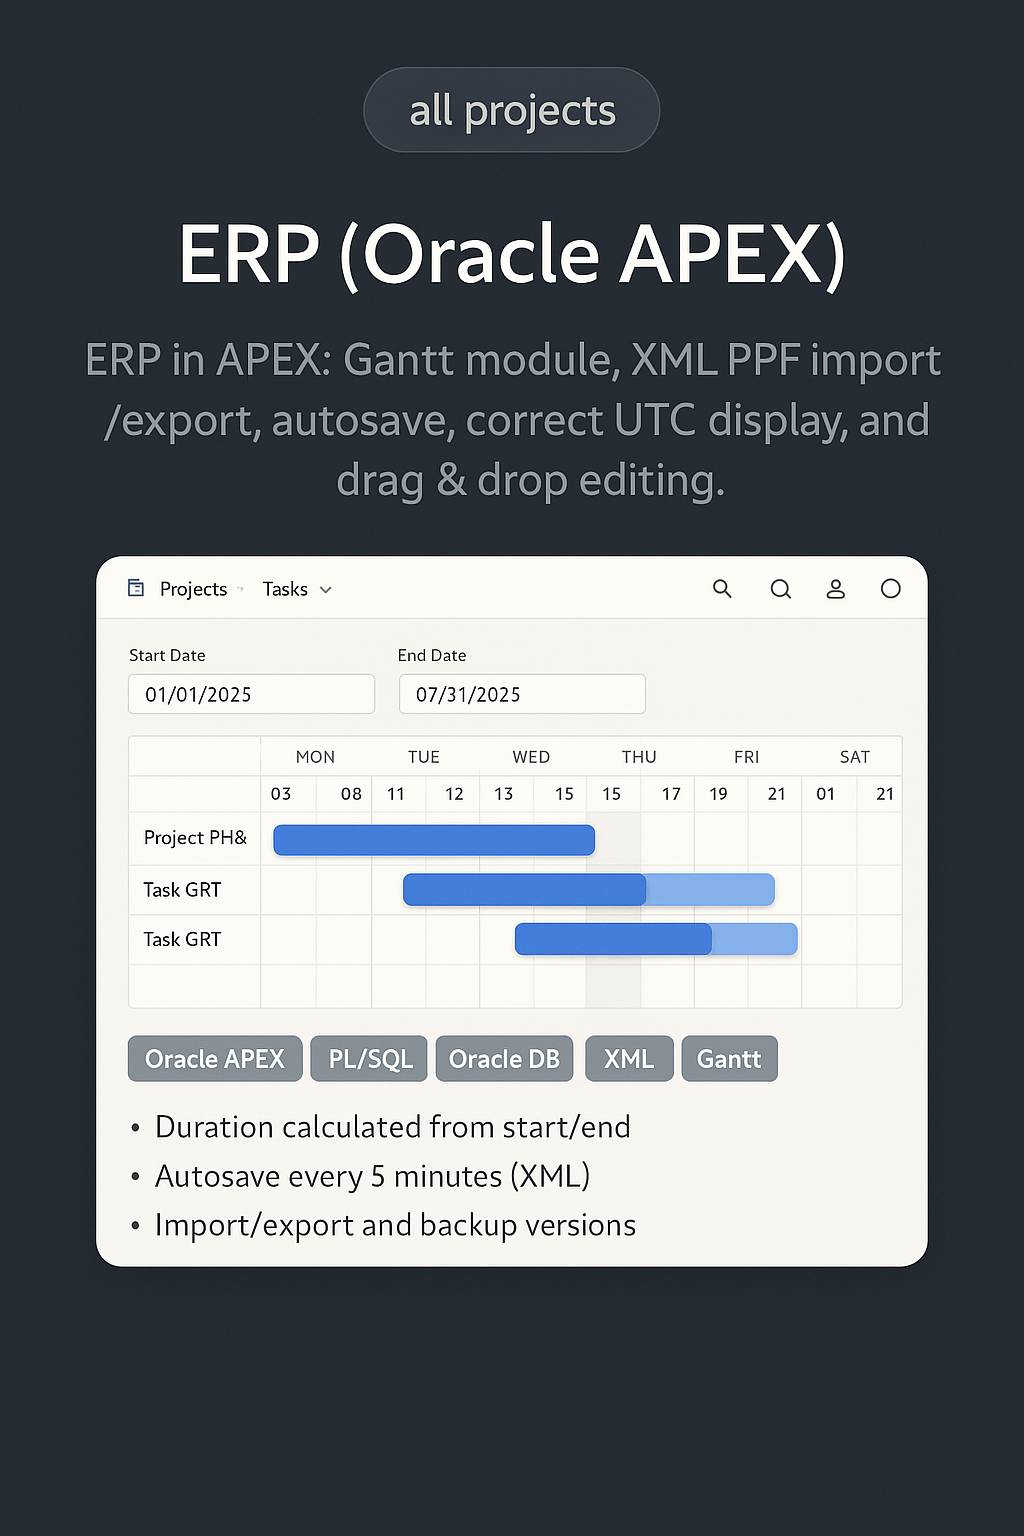 all projects
ERP (Oracle APEX)
ERP in APEX: Gantt module, XML PPF import
/export, autosave, correct UTC display, and
drag & drop editing.
Projects Tasks
Start Date End Date
01/01/2025 07/31/2025
MON TUE WED THU FRI SAT
03 08 11 12 13 15 15 17 19 21 01 21
Project PH&
Task GRT
Task GRT
Oracle APEX PL/SQL Oracle DB XML Gantt
• Duration calculated from start/end
• Autosave every 5 minutes (XML)
• Import/export and backup versions